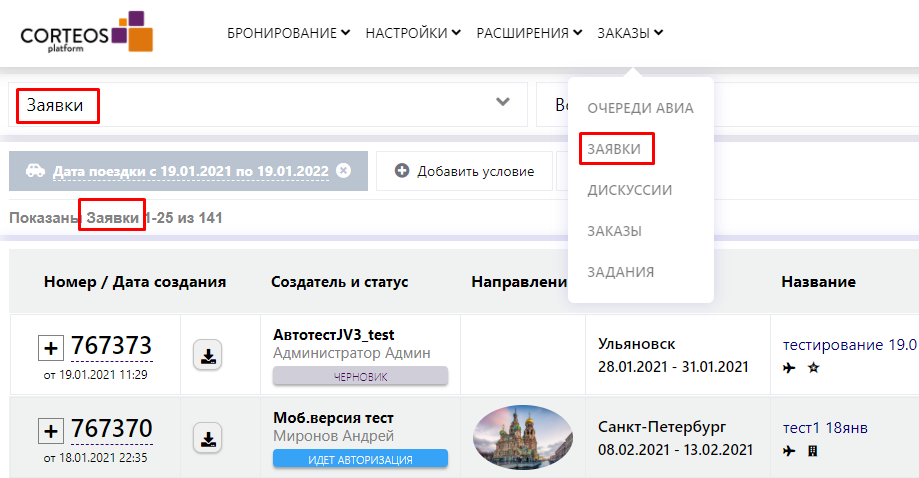 CORTEOS
platform
БРОНИРОВАНИЕ НАСТРОЙКИ РАСШИРЕНИЯ ЗАКАЗЫ
Заявки
ОЧЕРЕДИ АВИА
ЗАЯВКИ
ДИСКУССИИ
ЗАКАЗЫ
ЗАДАНИЯ
Дата поездки с 19.01.2021 по 19.01.2022 Добавить условие
Показаны Заявки 1-25 из 141
Номер / Дата создания Создатель и статус Название
767373 АвтотестJV3_test Ульяновск тестирование 19.0
от 19.01.2021 11:29 Администратор Админ 28.01.2021 - 31.01.2021
ЧЕРНОВИК
767370 Моб.версия тест Санкт-Петербург тест1 18янв
от 18.01.2021 22:35 Миронов Андрей 08.02.2021 - 13.02.2021
ИДЕТ АВТОРИЗАЦИЯ